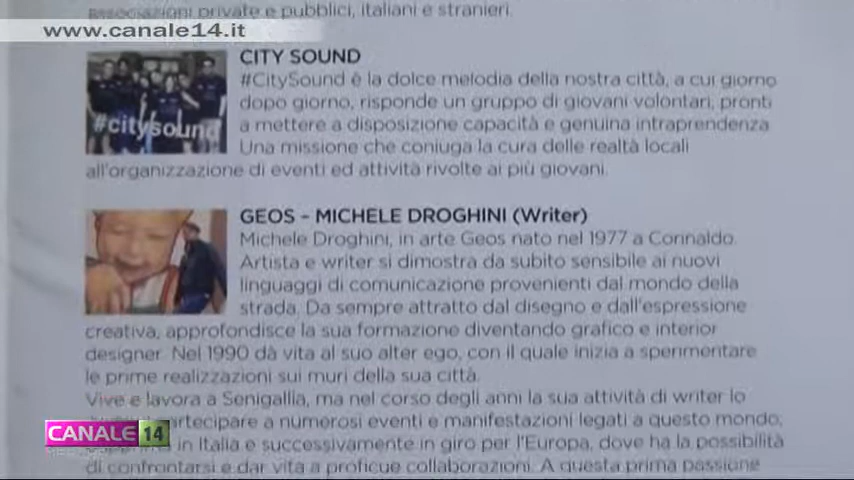 associazioni private e pubblici, italiani e stranieri.
www.canale14.it
CITY SOUND
#CitySound è la dolce melodia della nostra città, a cui giorno
dopo giorno, risponde un gruppo di giovani volontari, pronti
a mettere a disposizione capacità e genuina intraprendenza
Una missione che coniuga la cura delle realtà locali
all'organizzazione di eventi ed attività rivolte ai più giovani.
#citysound
GEOS – MICHELE DROGHINI (Writer)
Michele Droghini, in arte Geos nato nel 1977 a Corinaldo.
Artista e writer si dimostra da subito sensibile ai nuovi
linguaggi di comunicazione provenienti dal mondo della
strada. Da sempre attratto dal disegno e dall'espressione
creativa, approfondisce la sua formazione diventando grafico e interior
designer. Nel 1990 dà vita al suo alter ego, con il quale inizia a sperimentare
le prime realizzazioni sui muri della sua città.
Vive e lavora a Senigallia, ma nel corso degli anni la sua attività di writer lo
partecipare a numerosi eventi e manifestazioni legati a questo mondo,
in Italia e successivamente in giro per l'Europa, dove ha la possibilità
di confrontarsi e dar vita a proficue collaborazioni. A questa prima passione
CANALE 14